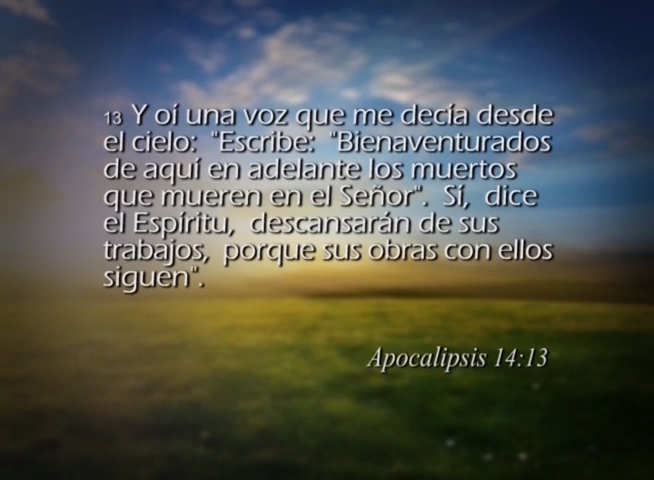 13 Y oí una voz que me decía desde
el cielo: "Escribe: "Bienaventurados
de aquí en adelante los muertos
que mueren en el Señor". Sí, dice
el Espíritu, descansarán de sus
trabajos, porque sus obras con ellos
siguen".
Apocalipsis 14:13